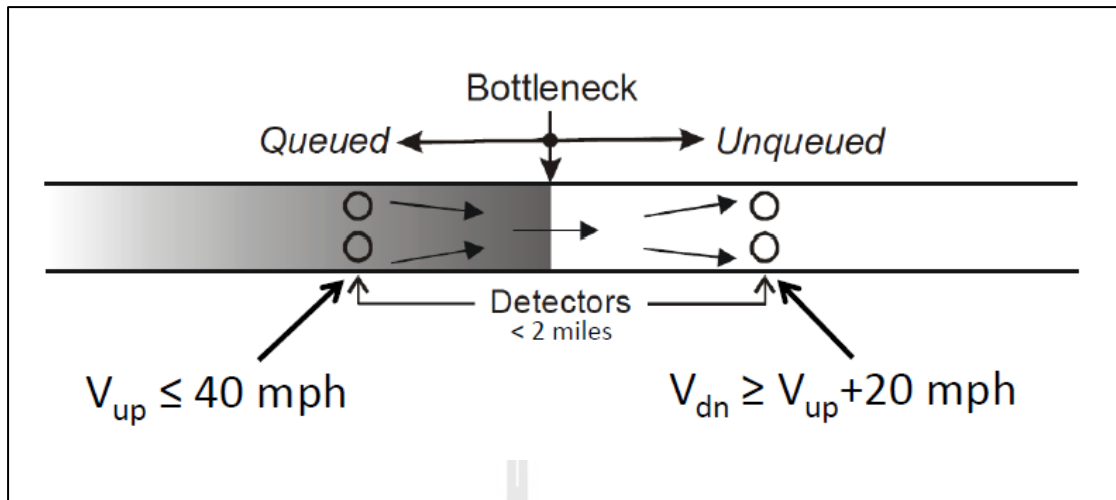 Bottleneck
Queued Unqueued
Detectors
< 2 miles
V_up ≤ 40 mph
V_dn ≥ V_up+20 mph